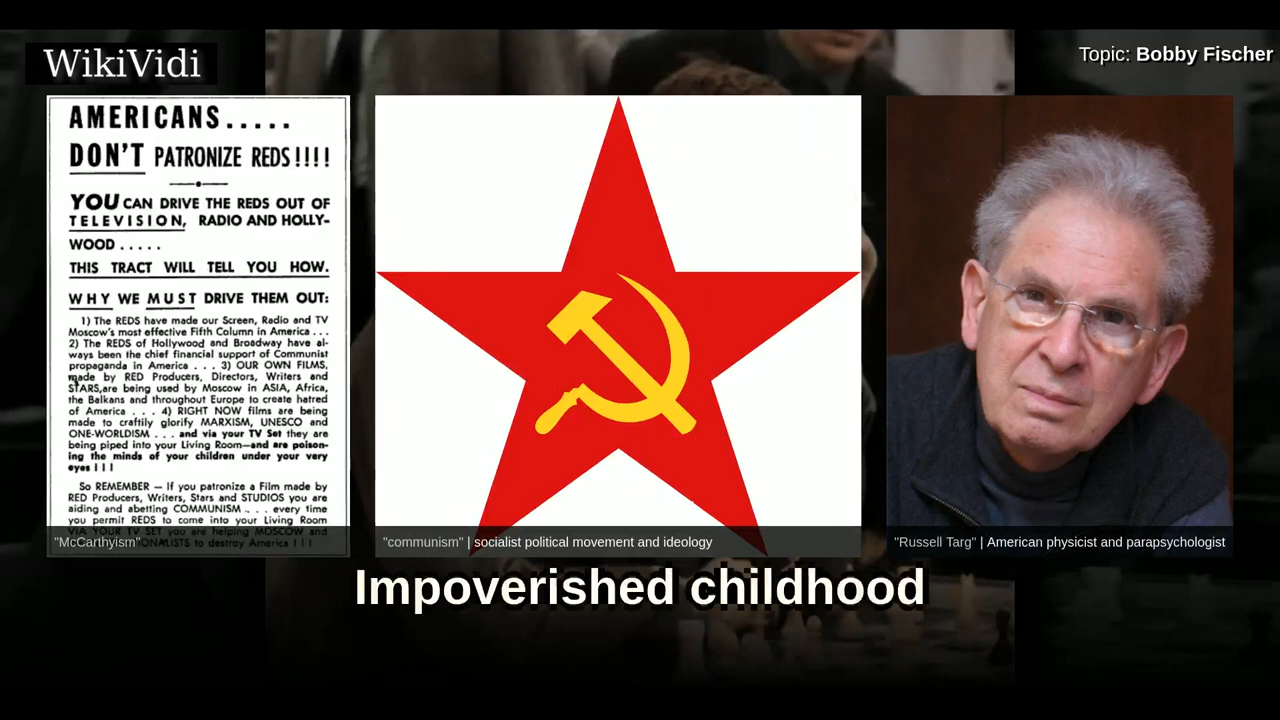 WikiVidi
Topic: Bobby Fischer
AMERICANS.....
DON'T PATRONIZE REDS!!!!
YOU CAN DRIVE THE REDS OUT OF
TELEVISION, RADIO AND HOLLY-
WOOD .....
THIS TRACT WILL TELL YOU HOW.
WHY WE MUST DRIVE THEM OUT:
1) The REDS have made our Screen, Radio and TV
Moscow's most effective Fifth Column in America . . .
2) The REDS of Hollywood and Broadway have al-
ways been the chief financial support of Communist
propaganda in America . . . 3) OUR OWN FILMS,
made by RED Producers, Directors, Writers and
STARS,are being used by Moscow in ASIA, Africa,
the Balkans and throughout Europe to create hatred
of America . . . 4) RIGHT NOW films are being
made to craftily glorify MARXISM, UNESCO and
ONE-WORLDISM . . . and via your TV Set they are
being piped into your Living Room—and are poison-
ing the minds of your children under your very
eyes ! ! !
So REMEMBER — If you patronize a Film made by
RED Producers, Writers, Stars and STUDIOS you are
aiding and abetting COMMUNISM . . . every time
you permit REDS to come into your Living Room
VIA YOUR TV SET you are helping MOSCOW and
to destroy America ! ! !
"McCarthyism"
"communism" | socialist political movement and ideology
"Russell Targ" | American physicist and parapsychologist
Impoverished childhood